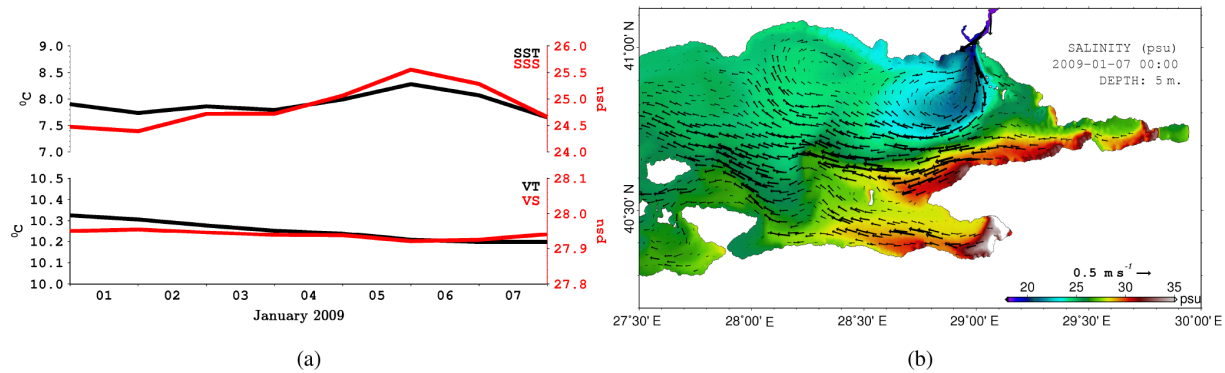 9.0
8.5
8.0
7.5
7.0
⁰C
SST
SSS
26.0
25.5
25.0
24.5
24.0
psu
10.5
10.4
10.3
10.2
10.1
10.0
⁰C
VT
VS
28.1
28.0
27.9
27.8
psu
01 02 03 04 05 06 07
January 2009
(a)
41°00' N
40°30' N
SALINITY (psu)
2009-01-07 00:00
DEPTH: 5 m.
0.5 m s⁻¹
20 25 30 35 psu
27°30' E 28°00' E 28°30' E 29°00' E 29°30' E 30°00' E
(b)